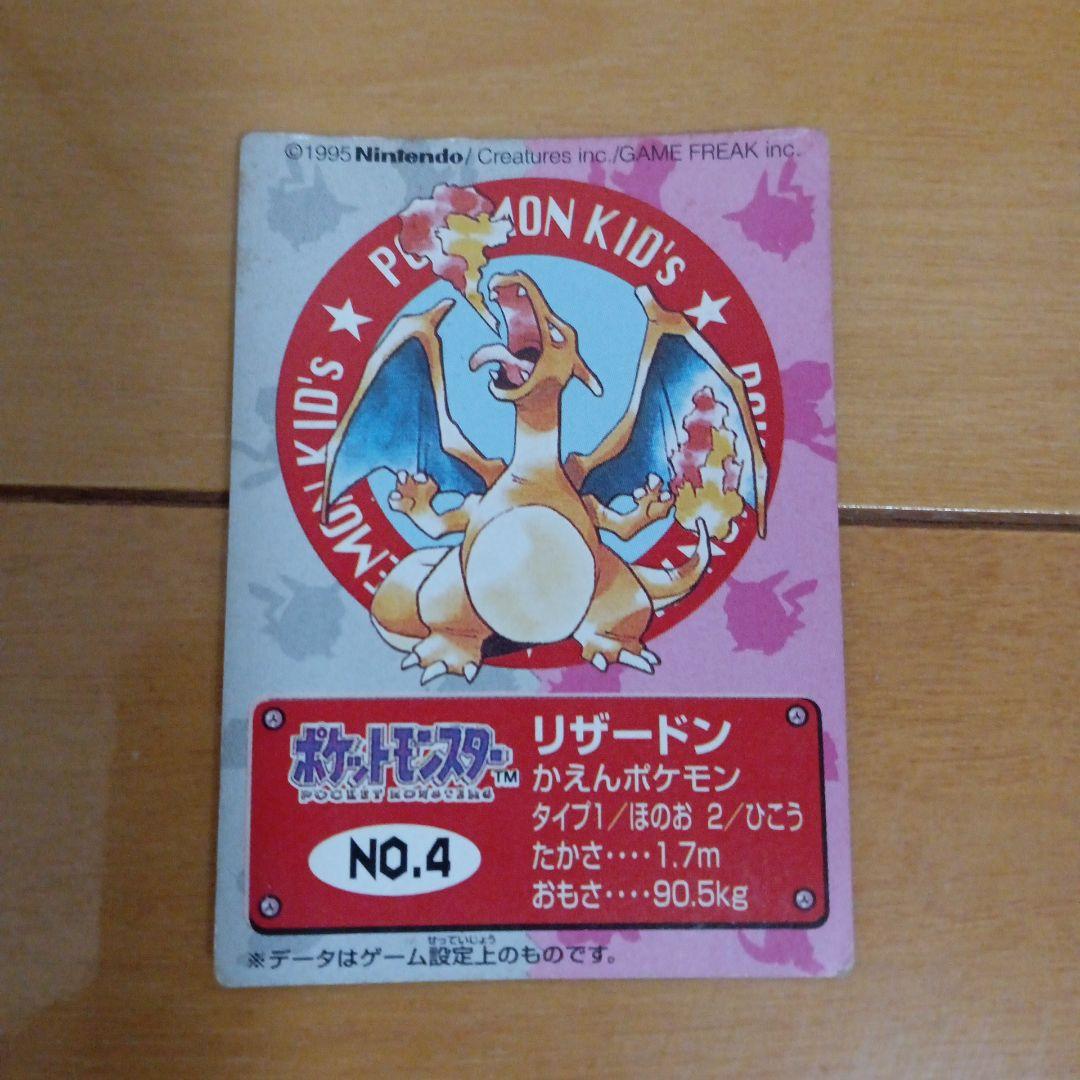 ©1995 Nintendo/Creatures inc./GAME FREAK inc.
POKEMON KID's
EMON KID's
ポケットモンスター™
POCKET MONSTERS
NO.4
リザードン
かえんポケモン
タイプ1/ほのお 2/ひこう
たかさ‥‥1.7m
おもさ‥‥90.5kg
せっていじょう
※データはゲーム設定上のものです。